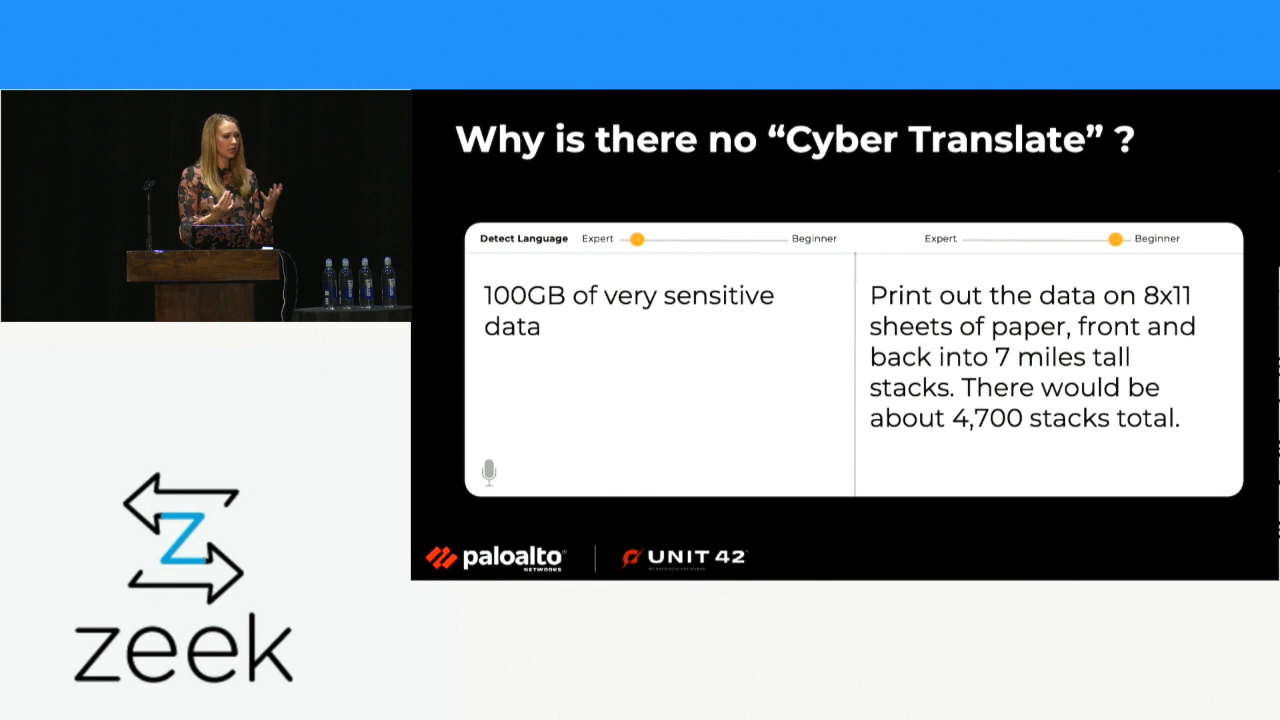 Why is there no “Cyber Translate” ?
Detect Language Expert Beginner
Expert Beginner
100GB of very sensitive
data
Print out the data on 8x11
sheets of paper, front and
back into 7 miles tall
stacks. There would be
about 4,700 stacks total.
paloalto
NETWORKS
UNIT 42
BY PALO ALTO NETWORKS
zeek